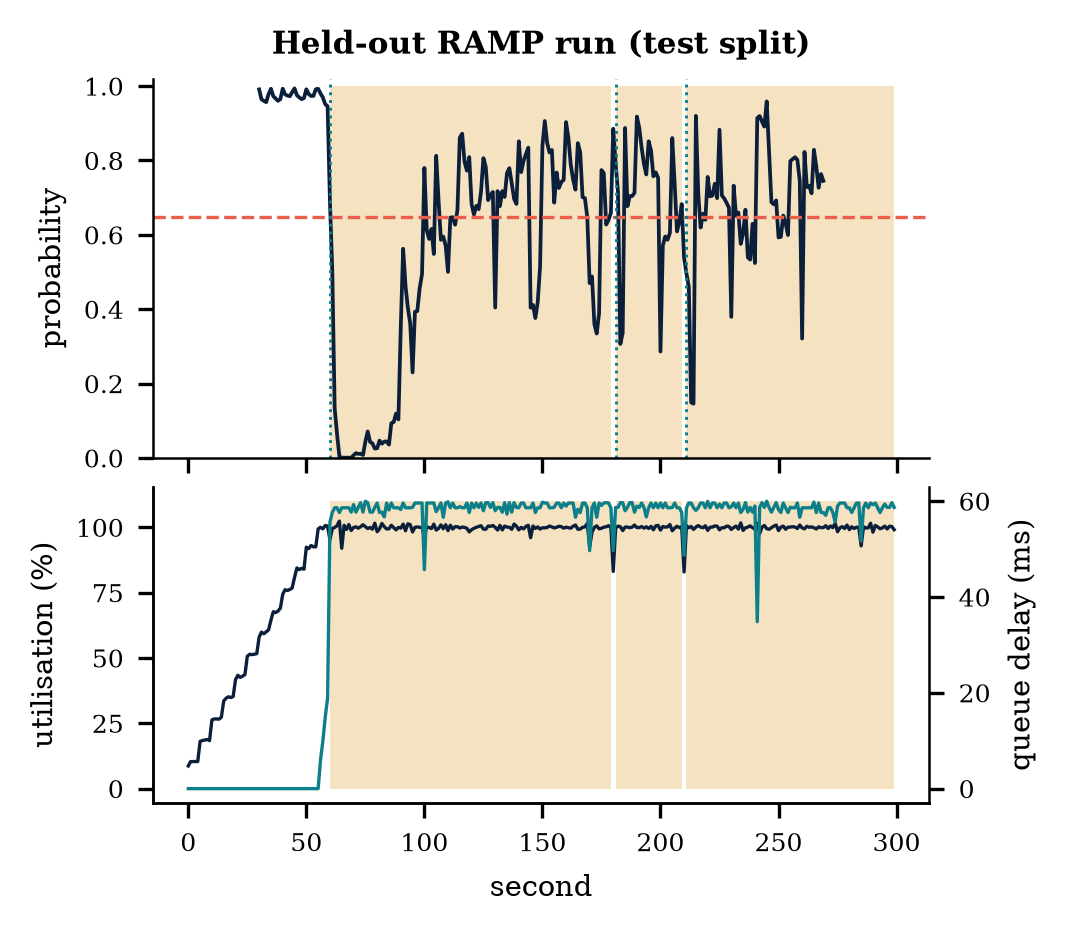 Held-out RAMP run (test split)
1.0
0.8
0.6
0.4
0.2
0.0
probability
100
75
50
25
0
utilisation (%)
60
40
20
0
queue delay (ms)
0 50 100 150 200 250 300
second